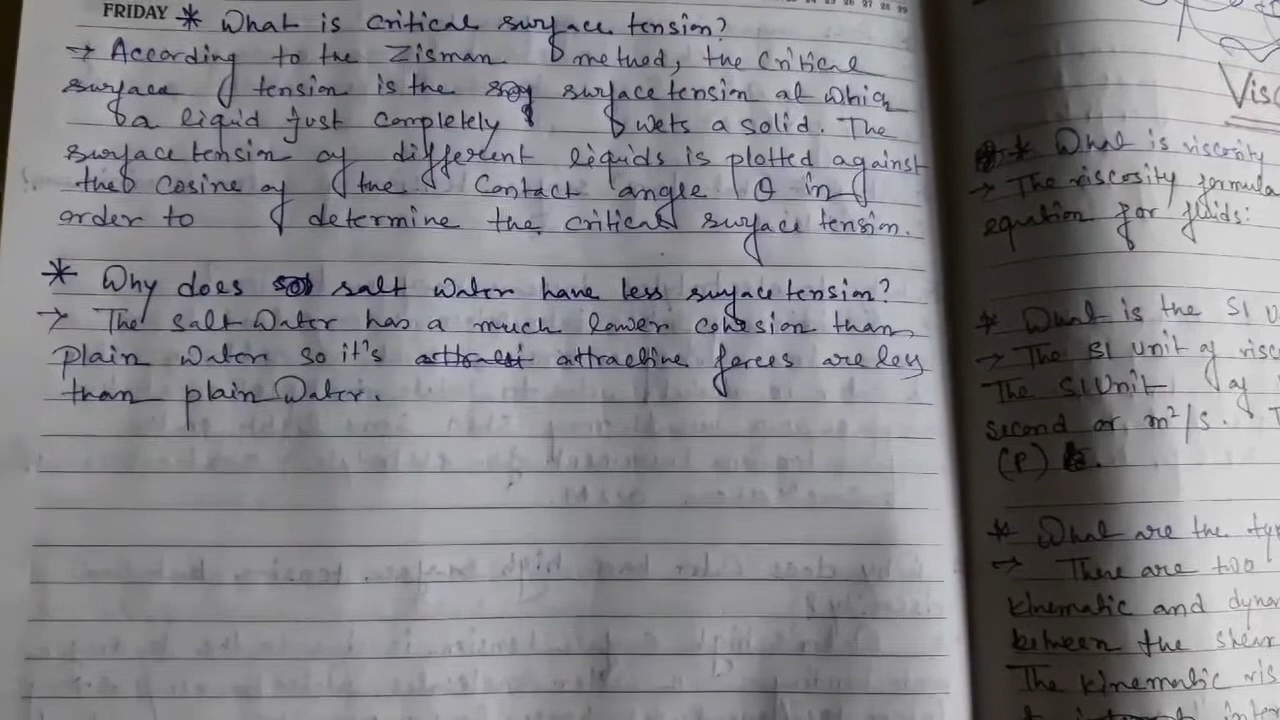 FRIDAY * What is critical surface tension?
→ According to the Zisman method, the critical
surface tension is the surface tension at which
a liquid just completely wets a solid. The
surface tension of different liquids is plotted against
the cosine of the contact angle θ in
order to determine the critical surface tension.
* Why does salt water have less surface tension?
→ The salt water has a much lower cohesion than
plain water so it's attractive forces are les
than plain water.
Visc
* What is viscosity
→ The viscosity formula
equation for fluids:
* What is the SI U
→ The SI unit of visc
The SI Unit of
second or m²/s. T
(P)
* What are the typ
→ There are two
kinematic and dynam
between the shear
The kinematic vis